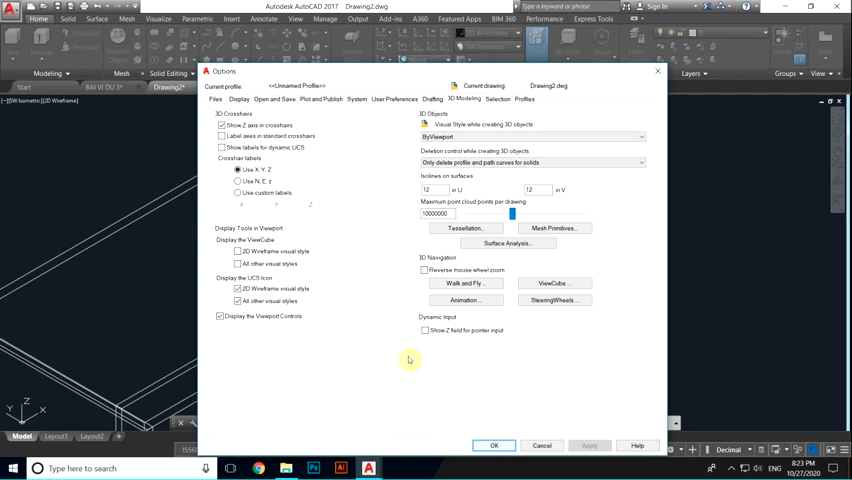 Autodesk AutoCAD 2017   Drawing2.dwg
Type a keyword or phrase
Sign In
Home Solid Surface Mesh Visualize Parametric Insert Annotate View Manage Output Add-ins A360 Featured Apps BIM 360 Performance Express Tools
Modeling Mesh Solid Editing Layers Groups View
Start BAI VI DU 3* Drawing2*
[-][SW Isometric][2D Wireframe]
Options
Current profile: <<Unnamed Profile>> Current drawing: Drawing2.dwg
Files Display Open and Save Plot and Publish System User Preferences Drafting 3D Modeling Selection Profiles
3D Crosshairs
Show Z axis in crosshairs
Label axes in standard crosshairs
Show labels for dynamic UCS
Crosshair labels
Use X, Y, Z
Use N, E, z
Use custom labels
X Y Z
Display Tools in Viewport
Display the ViewCube
2D Wireframe visual style
All other visual styles
Display the UCS Icon
2D Wireframe visual style
All other visual styles
Display the Viewport Controls
3D Objects
Visual Style while creating 3D objects
ByViewport
Deletion control while creating 3D objects
Only delete profile and path curves for solids
Isolines on surfaces
12 in U 12 in V
Maximum point cloud points per drawing
10000000
Tessellation... Mesh Primitives...
Surface Analysis...
3D Navigation
Reverse mouse wheel zoom
Walk and Fly... ViewCube...
Animation... SteeringWheels...
Dynamic Input
Show Z field for pointer input
OK Cancel Apply Help
Z
Y X
Model Layout1 Layout2 +
Decimal
Type here to search
8:23 PM
10/27/2020